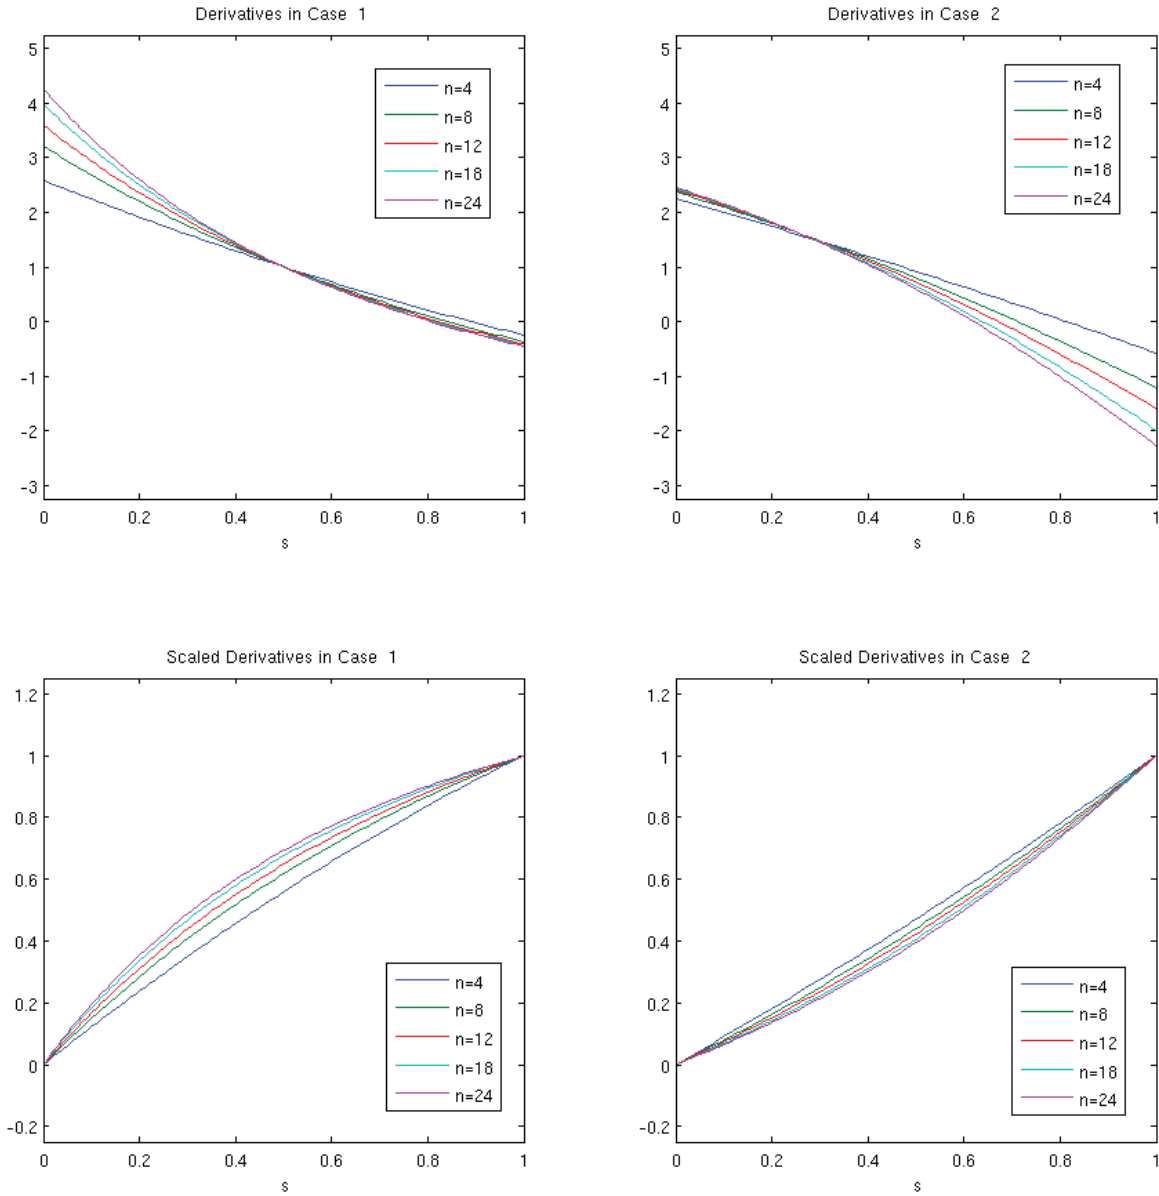 Derivatives in Case 1
5
4
3
2
1
0
-1
-2
-3
0 0.2 0.4 0.6 0.8 1
s
n=4
n=8
n=12
n=18
n=24
Derivatives in Case 2
5
4
3
2
1
0
-1
-2
-3
0 0.2 0.4 0.6 0.8 1
s
n=4
n=8
n=12
n=18
n=24
Scaled Derivatives in Case 1
1.2
1
0.8
0.6
0.4
0.2
0
-0.2
0 0.2 0.4 0.6 0.8 1
s
n=4
n=8
n=12
n=18
n=24
Scaled Derivatives in Case 2
1.2
1
0.8
0.6
0.4
0.2
0
-0.2
0 0.2 0.4 0.6 0.8 1
s
n=4
n=8
n=12
n=18
n=24